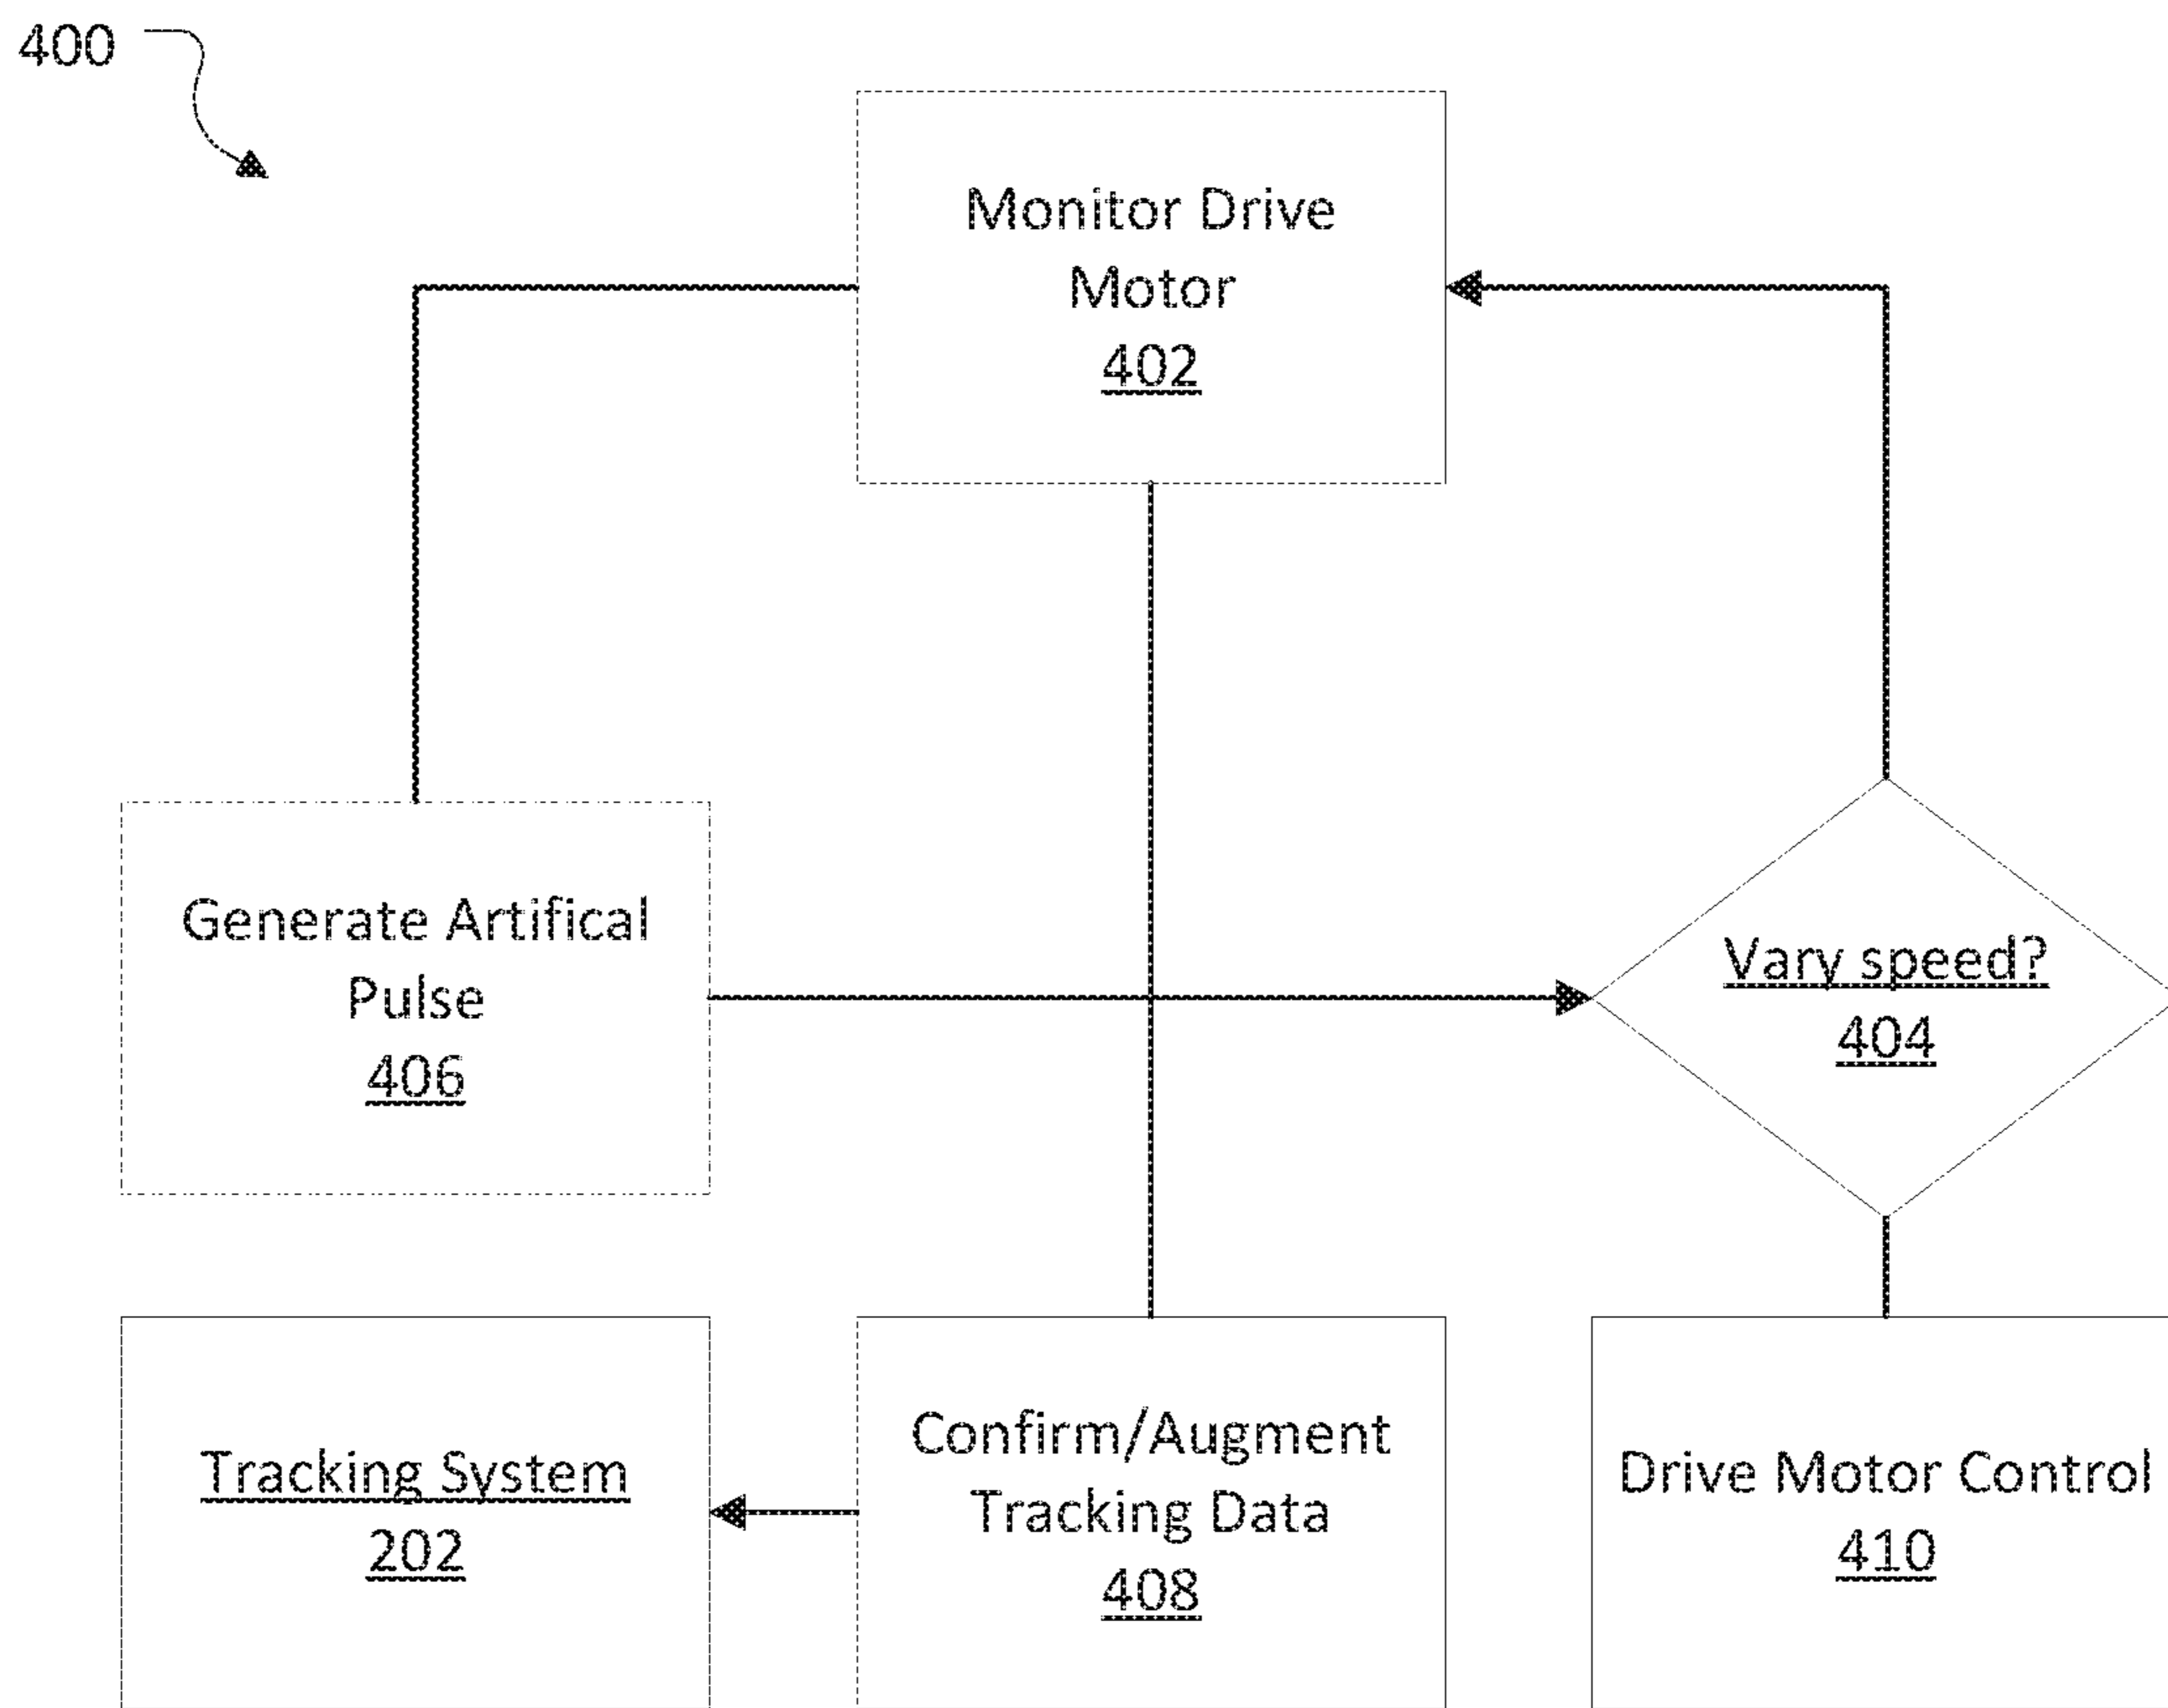 400
Monitor Drive
Motor
402
Generate Artifical
Pulse
406
Vary speed?
404
Tracking System
202
Confirm/Augment
Tracking Data
408
Drive Motor Control
410